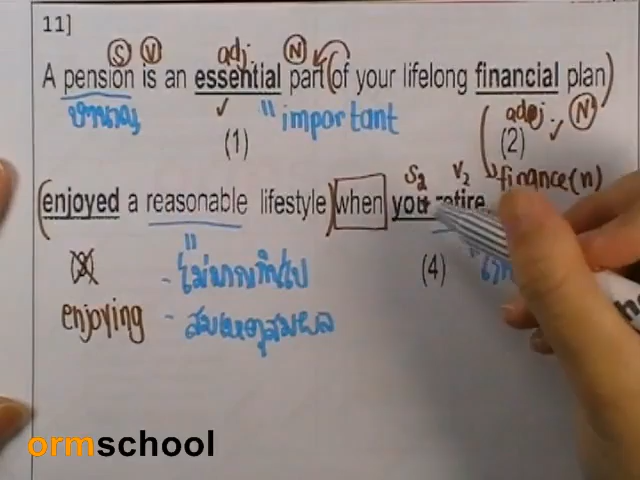 11]
S V adj. N
A pension is an essential part (of your lifelong financial plan)
บำนาญ ✓ " important adj. N
(1) (2) ✓
S2 V2 finance(n)
(enjoyed a reasonable lifestyle) when you retire
(3) " - ไม่มากเกินไป (4) "
enjoying - สมเหตุสมผล
ormschool